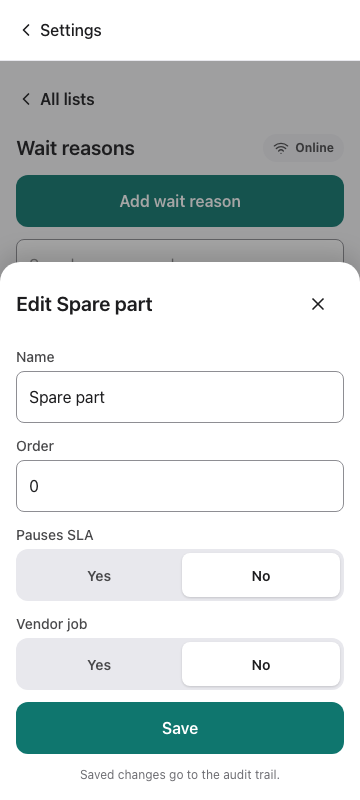 Settings
All lists
Wait reasons
Online
Add wait reason
Edit Spare part
Name
Spare part
Order
0
Pauses SLA
Yes No
Vendor job
Yes No
Save
Saved changes go to the audit trail.